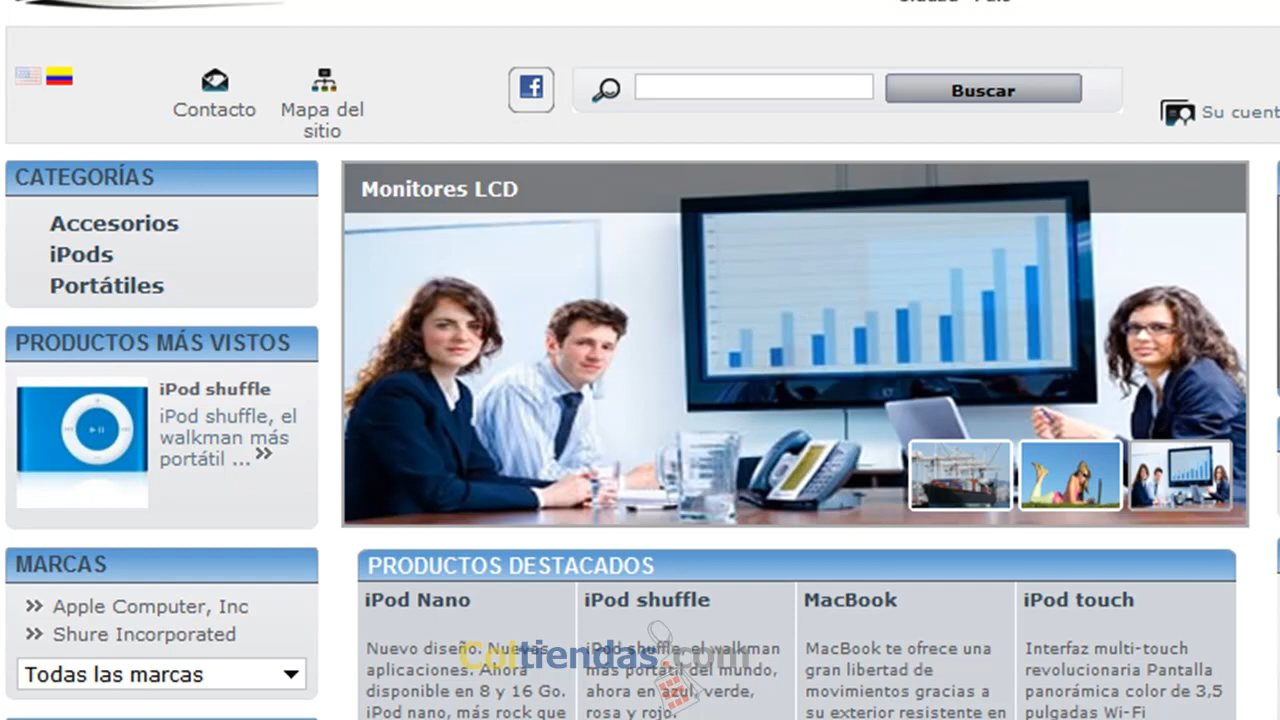 Contacto
Mapa del
sitio
Buscar
Su cuent
CATEGORÍAS
Accesorios
iPods
Portátiles
PRODUCTOS MÁS VISTOS
iPod shuffle
iPod shuffle, el
walkman más
portátil ...
MARCAS
Apple Computer, Inc
Shure Incorporated
Todas las marcas
Monitores LCD
PRODUCTOS DESTACADOS
iPod Nano
Nuevo diseño. Nuevas
aplicaciones. Ahora
disponible en 8 y 16 Go.
iPod nano, más rock que
iPod shuffle
iPod shuffle, el walkman
más portátil del mundo,
ahora en azul, verde,
rosa y rojo.
MacBook
MacBook te ofrece una
gran libertad de
movimientos gracias a
su exterior resistente en
iPod touch
Interfaz multi-touch
revolucionaria Pantalla
panorámica color de 3,5
pulgadas Wi-Fi
Coltiendas.com